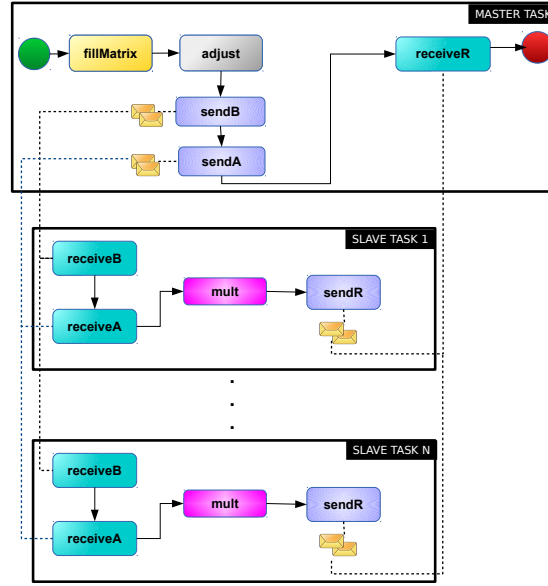 MASTER TASK
fillMatrix
adjust
receiveR
sendB
sendA
SLAVE TASK 1
receiveB
mult
sendR
receiveA
SLAVE TASK N
receiveB
mult
sendR
receiveA